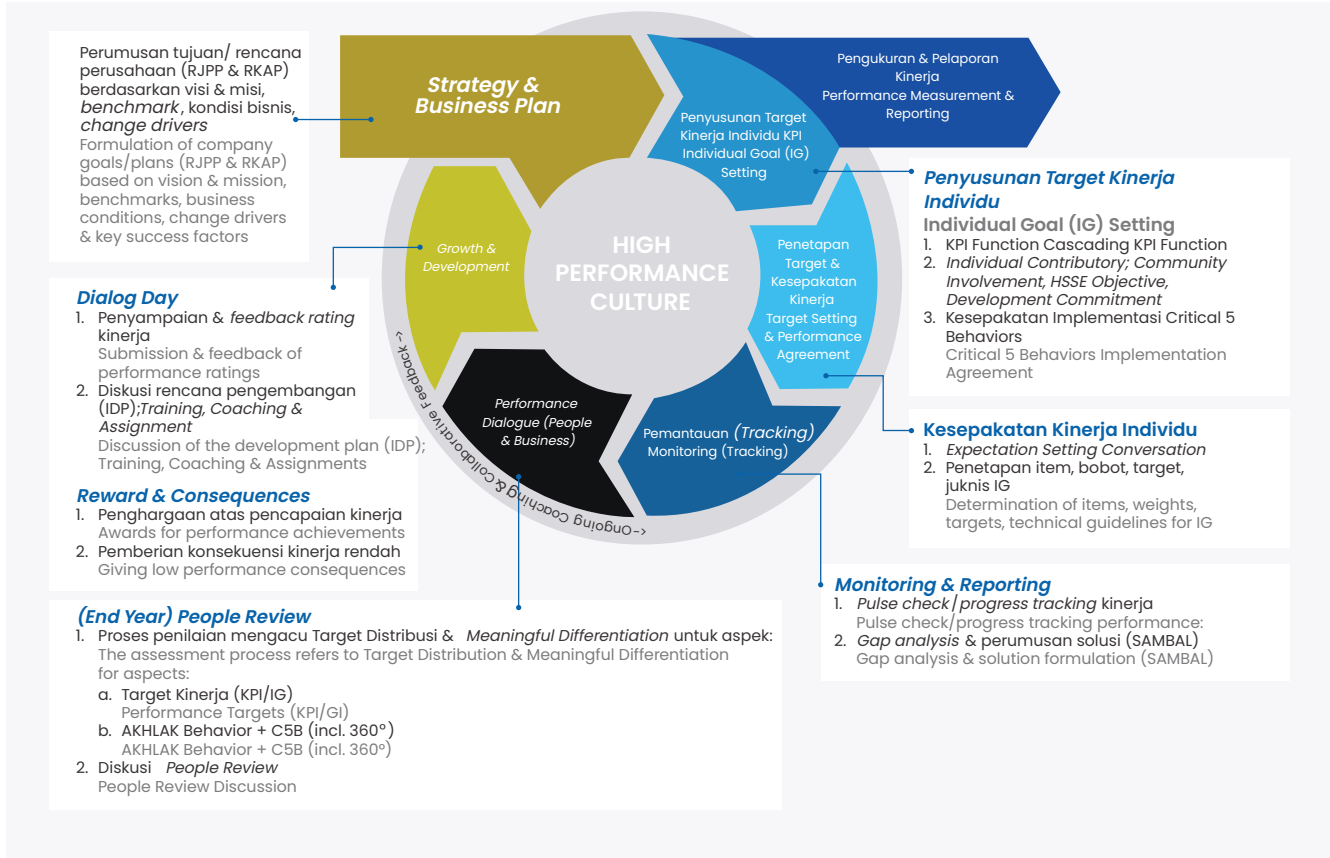 Perumusan tujuan/ rencana
perusahaan (RJPP & RKAP)
berdasarkan visi & misi,
benchmark, kondisi bisnis,
change drivers
Formulation of company
goals/plans (RJPP & RKAP)
based on vision & mission,
benchmarks, business
conditions, change drivers
& key success factors
Strategy &
Business Plan
Pengukuran & Pelaporan
Kinerja
Performance Measurement &
Reporting
Penyusunan Target
Kinerja Individu KPI
Individual Goal (IG)
Setting
Penyusunan Target Kinerja
Individu
Individual Goal (IG) Setting
1. KPI Function Cascading KPI Function
2. Individual Contributory; Community
Involvement, HSSE Objective,
Development Commitment
3. Kesepakatan Implementasi Critical 5
Behaviors
Critical 5 Behaviors Implementation
Agreement
Growth &
Development
HIGH
PERFORMANCE
CULTURE
Penetapan
Target &
Kesepakatan
Kinerja
Target Setting
& Performance
Agreement
Dialog Day
1. Penyampaian & feedback rating
kinerja
Submission & feedback of
performance ratings
2. Diskusi rencana pengembangan
(IDP);Training, Coaching &
Assignment
Discussion of the development plan (IDP);
Training, Coaching & Assignments
Reward & Consequences
1. Penghargaan atas pencapaian kinerja
Awards for performance achievements
2. Pemberian konsekuensi kinerja rendah
Giving low performance consequences
Performance
Dialogue (People
& Business)
Pemantauan (Tracking)
Monitoring (Tracking)
<-Ongoing Coaching & Collaborative Feedback->
Kesepakatan Kinerja Individu
1. Expectation Setting Conversation
2. Penetapan item, bobot, target,
juknis IG
Determination of items, weights,
targets, technical guidelines for IG
Monitoring & Reporting
1. Pulse check/progress tracking kinerja
Pulse check/progress tracking performance:
2. Gap analysis & perumusan solusi (SAMBAL)
Gap analysis & solution formulation (SAMBAL)
(End Year) People Review
1. Proses penilaian mengacu Target Distribusi & Meaningful Differentiation untuk aspek:
The assessment process refers to Target Distribution & Meaningful Differentiation
for aspects:
a. Target Kinerja (KPI/IG)
Performance Targets (KPI/GI)
b. AKHLAK Behavior + C5B (incl. 360°)
AKHLAK Behavior + C5B (incl. 360°)
2. Diskusi People Review
People Review Discussion